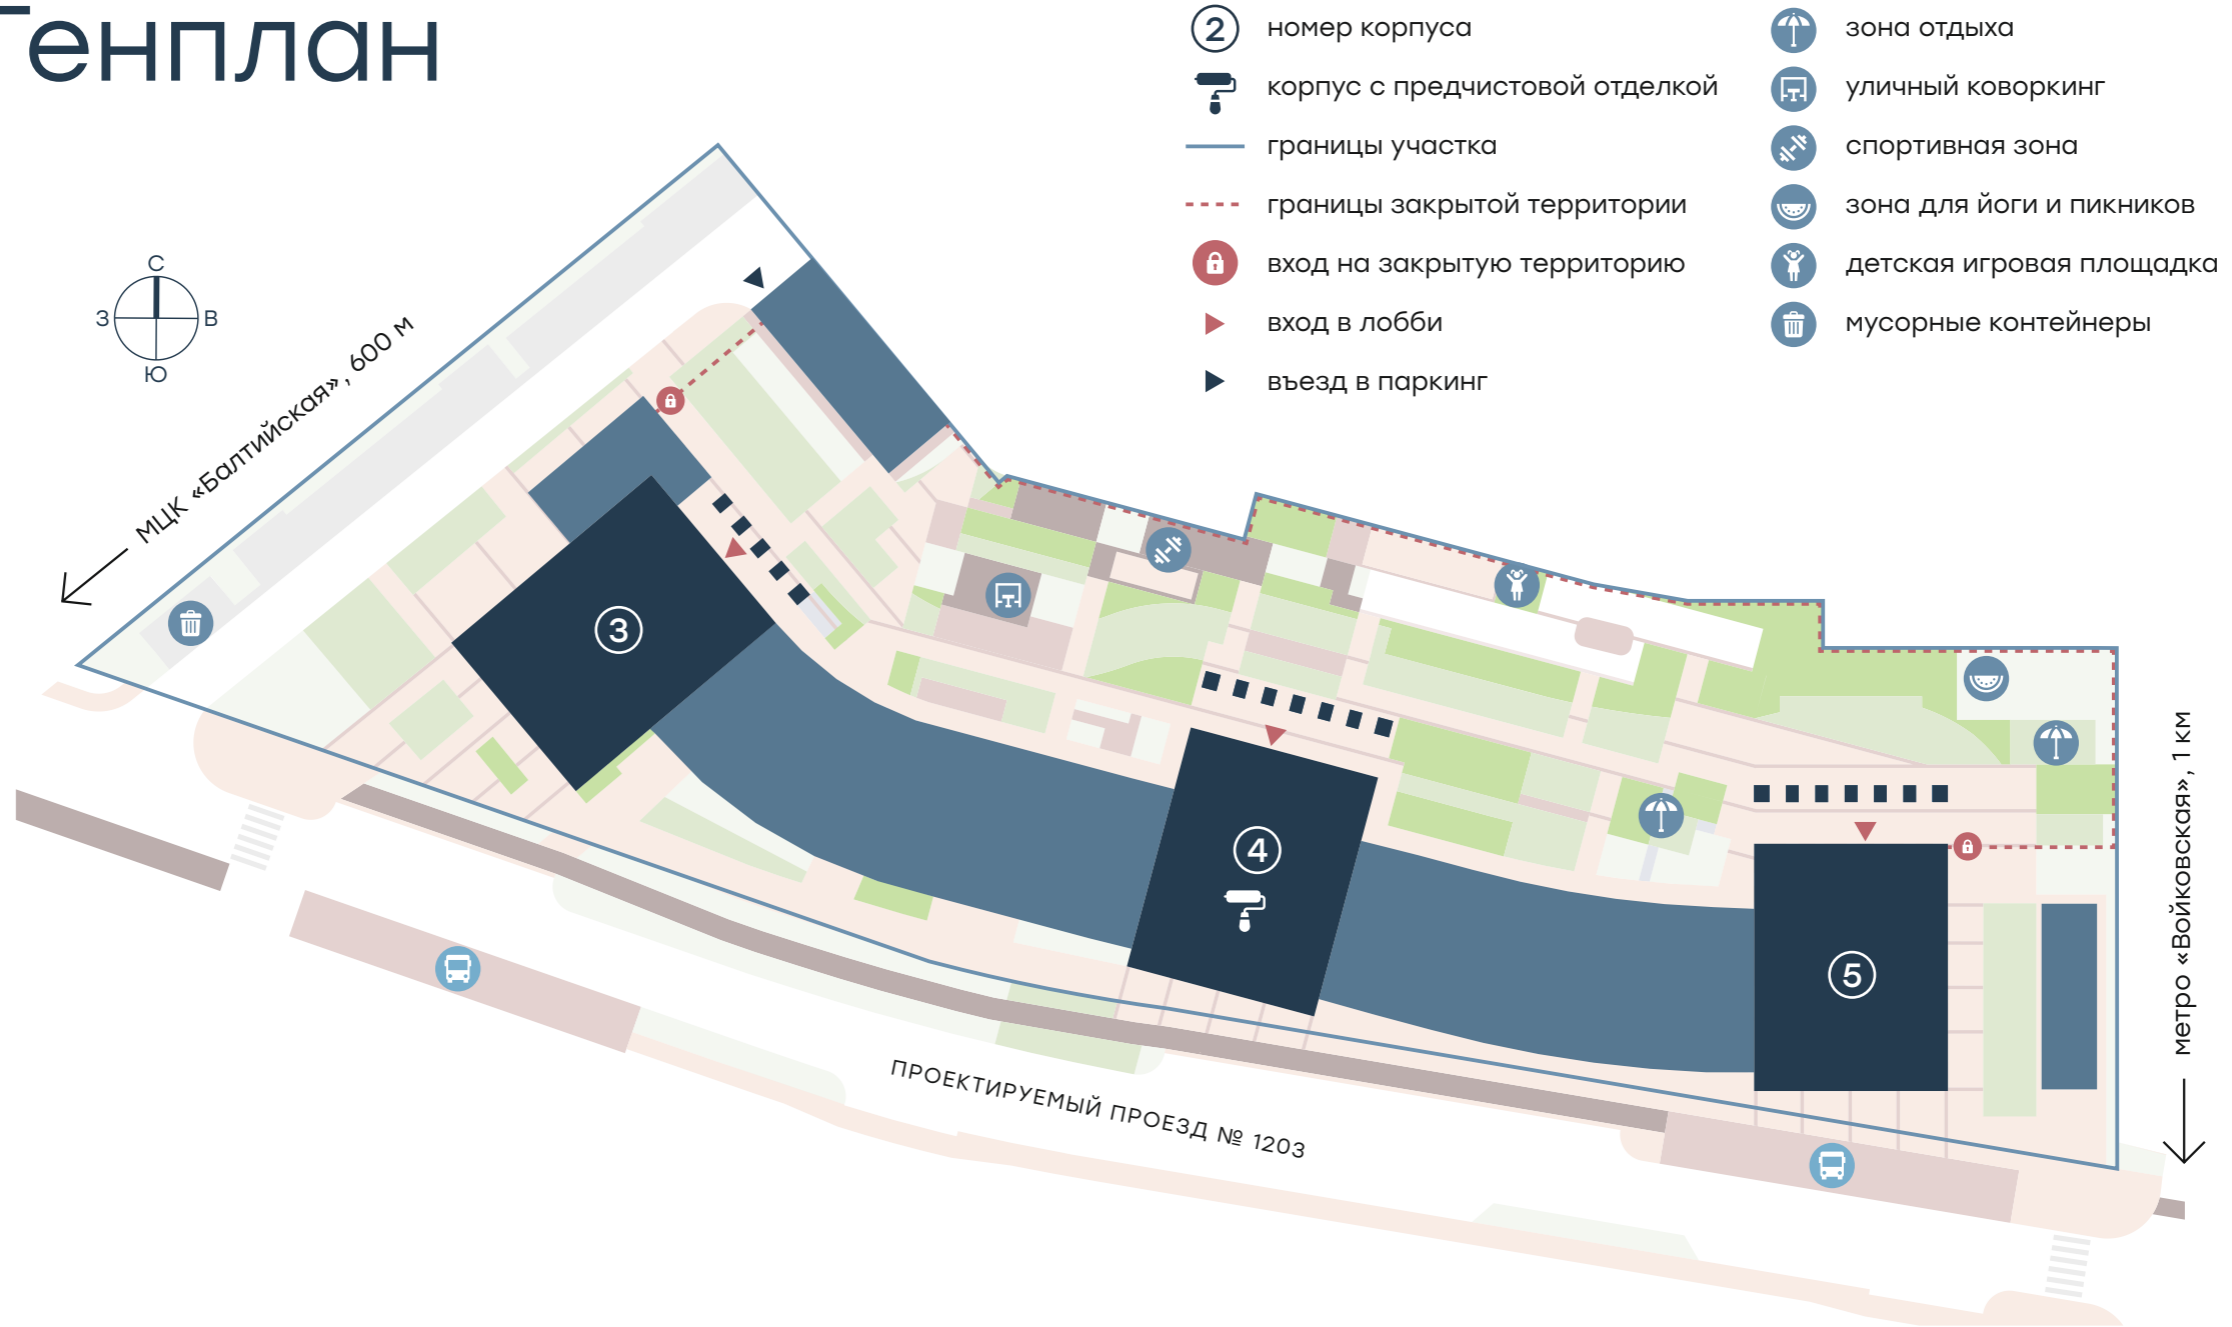 Генплан
2 номер корпуса
корпус с предчистовой отделкой
границы участка
границы закрытой территории
вход на закрытую территорию
вход в лобби
въезд в паркинг
зона отдыха
уличный коворкинг
спортивная зона
зона для йоги и пикников
детская игровая площадка
мусорные контейнеры
С
З
В
Ю
МЦК «Балтийская», 600 м
3
4
5
метро «Войковская», 1 км
ПРОЕКТИРУЕМЫЙ ПРОЕЗД № 1203